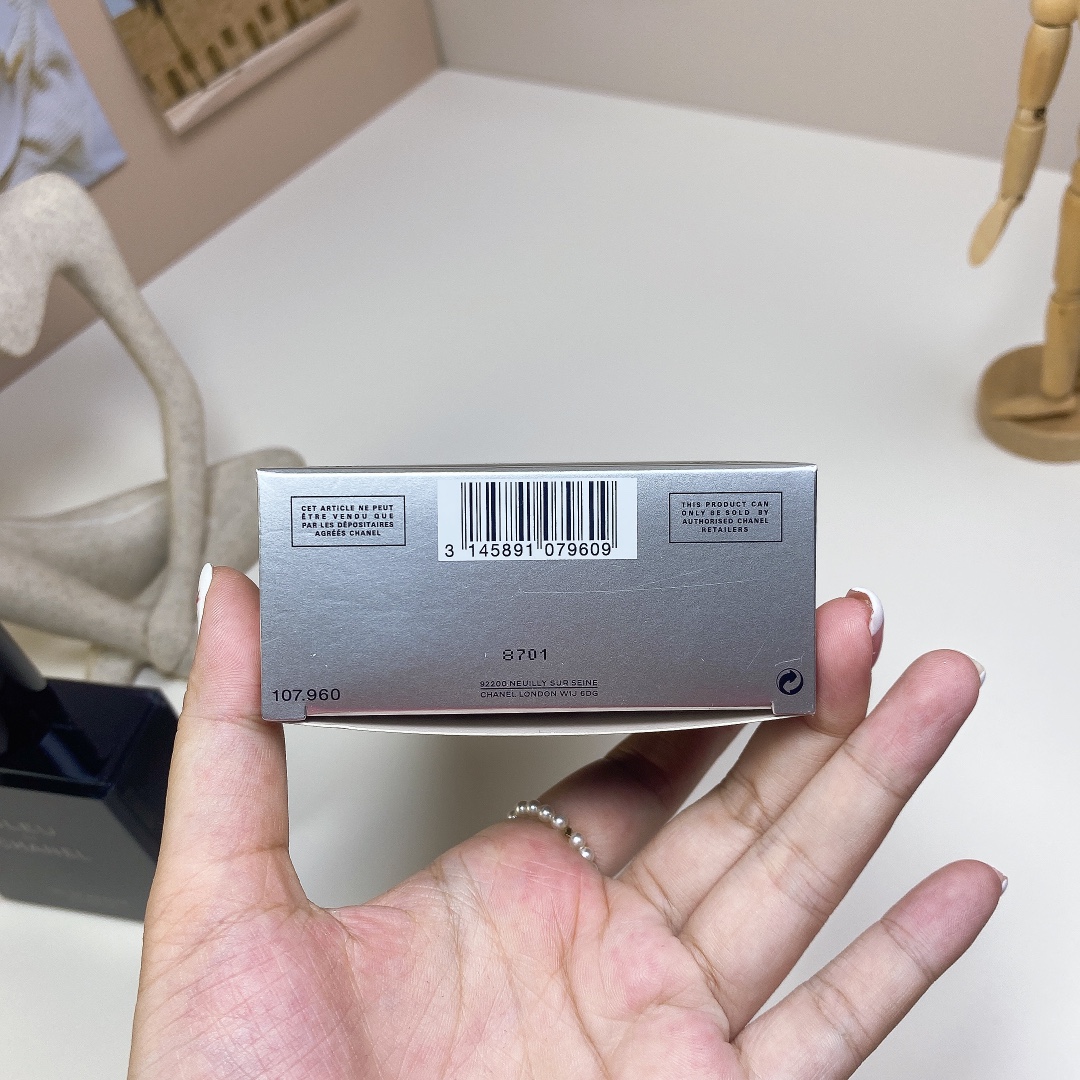 CET ARTICLE NE PEUT
ÊTRE VENDU QUE
PAR LES DÉPOSITAIRES
AGRÉÉS CHANEL
3 145891 079609
THIS PRODUCT CAN
ONLY BE SOLD BY
AUTHORISED CHANEL
RETAILERS
8701
107.960
92200 NEUILLY SUR SEINE
CHANEL LONDON W1J 6DG
CHANEL